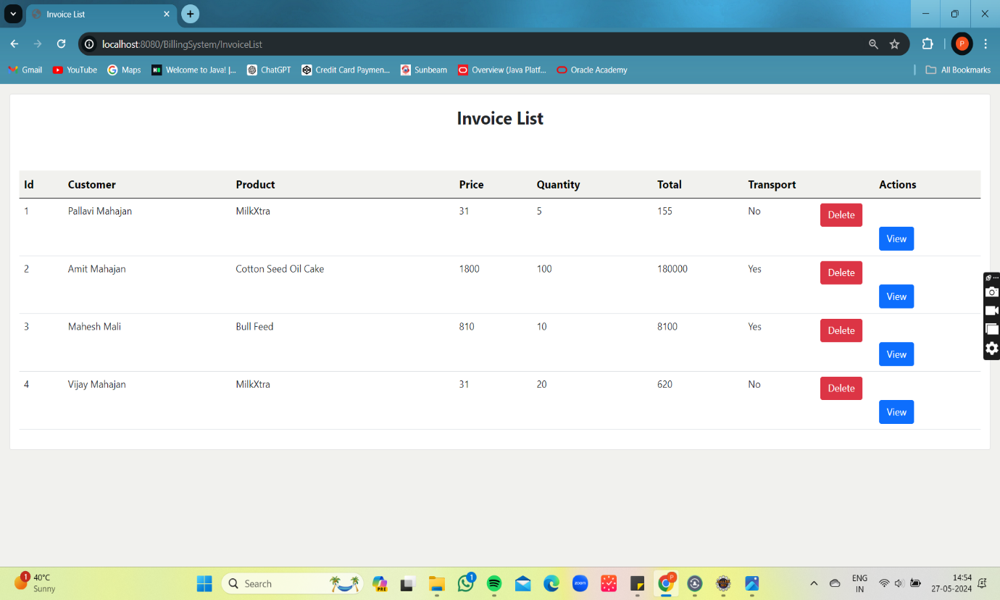 Invoice List
localhost:8080/BillingSystem/InvoiceList
P
Gmail YouTube Maps Welcome to Java! |... ChatGPT Credit Card Paymen... Sunbeam Overview (Java Platf... Oracle Academy All Bookmarks
Invoice List
Id Customer Product Price Quantity Total Transport Actions
1 Pallavi Mahajan MilkXtra 31 5 155 No Delete
View
2 Amit Mahajan Cotton Seed Oil Cake 1800 100 180000 Yes Delete
View
3 Mahesh Mali Bull Feed 810 10 8100 Yes Delete
View
4 Vijay Mahajan MilkXtra 31 20 620 No Delete
View
1 40°C
Sunny
Search
PRE
1
zoom
P
ENG
IN
14:54
27-05-2024